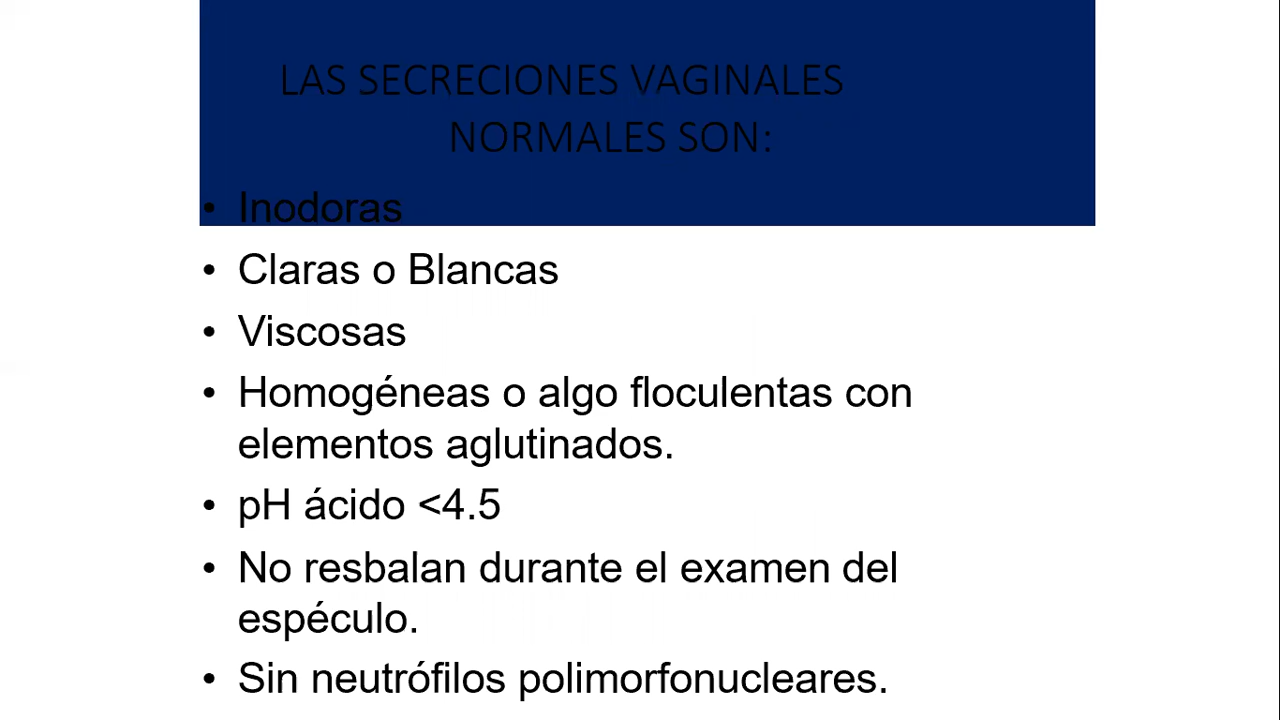 LAS SECRECIONES VAGINALES
NORMALES SON:
• Inodoras
• Claras o Blancas
• Viscosas
• Homogéneas o algo floculentas con
elementos aglutinados.
• pH ácido <4.5
• No resbalan durante el examen del
espéculo.
• Sin neutrófilos polimorfonucleares.